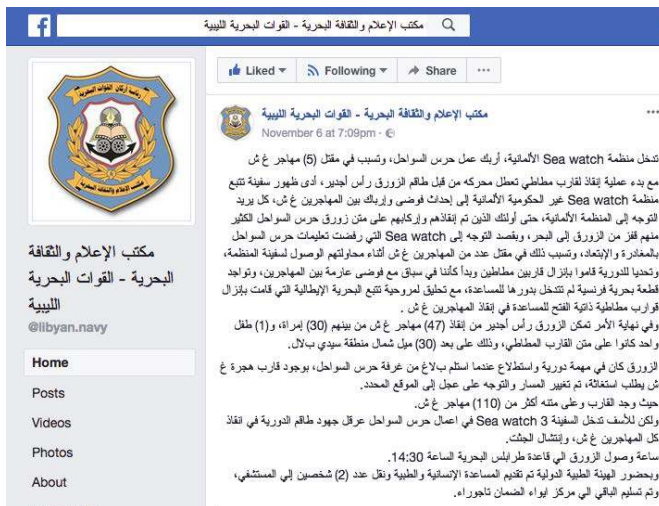 مكتب الإعلام والثقافة البحرية - القوات البحرية الليبية
Liked
Following
Share
مكتب الإعلام والثقافة البحرية - القوات البحرية الليبية
November 6 at 7:09pm
تدخل منظمة Sea watch الألمانية، أربك عمل حرس السواحل، وتسبب في مقتل (5) مهاجر غ ش
مع بدء عملية إنقاذ لقارب مطاطي تعطل محركه من قبل طاقم الزورق رأس أجدير، أدى ظهور سفينة تتبع
منظمة Sea watch غير الحكومية الألمانية إلى إحداث فوضى وإرباك بين المهاجرين غ ش، كل يريد
التوجه إلى المنظمة الألمانية، حتى أولئك الذين تم إنقاذهم وإركابهم على متن زورق حرس السواحل الكثير
منهم قفز من الزورق إلى البحر، وبقصد التوجه إلى Sea watch التي رفضت تعليمات حرس السواحل
بالمغادرة والإبتعاد، وتسبب ذلك في مقتل عدد من المهاجرين غ ش أثناء محاولتهم الوصول لسفينة المنظمة،
وتحديا للدورية قاموا بإنزال قاربين مطاطين وبدأ كأننا في سباق مع فوضى عارمة بين المهاجرين، وتواجد
قطعة بحرية فرنسية لم تتدخل بدورها للمساعدة، مع تحليق لمروحية تتبع البحرية الإيطالية التي قامت بإنزال
قوارب مطاطية ذاتية الفتح للمساعدة في إنقاذ المهاجرين غ ش .
وفي نهاية الأمر تمكن الزورق رأس أجدير من إنقاذ (47) مهاجر غ ش من بينهم (30) إمراة، و(1) طفل
واحد كانوا على متن القارب المطاطي، وذلك على بعد (30) ميل شمال منطقة سيدي بلال.
الزورق كان في مهمة دورية واستطلاع عندما استلم بلاغ من غرفة حرس السواحل، بوجود قارب هجرة غ
ش يطلب استغاثة، تم تغيير المسار والتوجه على عجل إلى الموقع المحدد.
حيث وجد القارب وعلى متنه أكثر من (110) مهاجر غ ش.
ولكن للأسف تدخل السفينة Sea watch 3 في اعمال حرس السواحل عرقل جهود طاقم الدورية في انقاذ
كل المهاجرين غ ش، وإنتشال الجثث.
ساعة وصول الزورق الي قاعدة طرابلس البحرية الساعة 14:30.
وبحضور الهيئة الطبية الدولية تم تقديم المساعدة الإنسانية والطبية ونقل عدد (2) شخصين إلي المستشفي،
وتم تسليم الباقي الي مركز ايواء الضمان تاجوراء.
رئاسة أركان القوات البحرية
مكتب الإعلام والثقافة البحرية
مكتب الإعلام والثقافة
البحرية - القوات البحرية
الليبية
@libyan.navy
Home
Posts
Videos
Photos
About